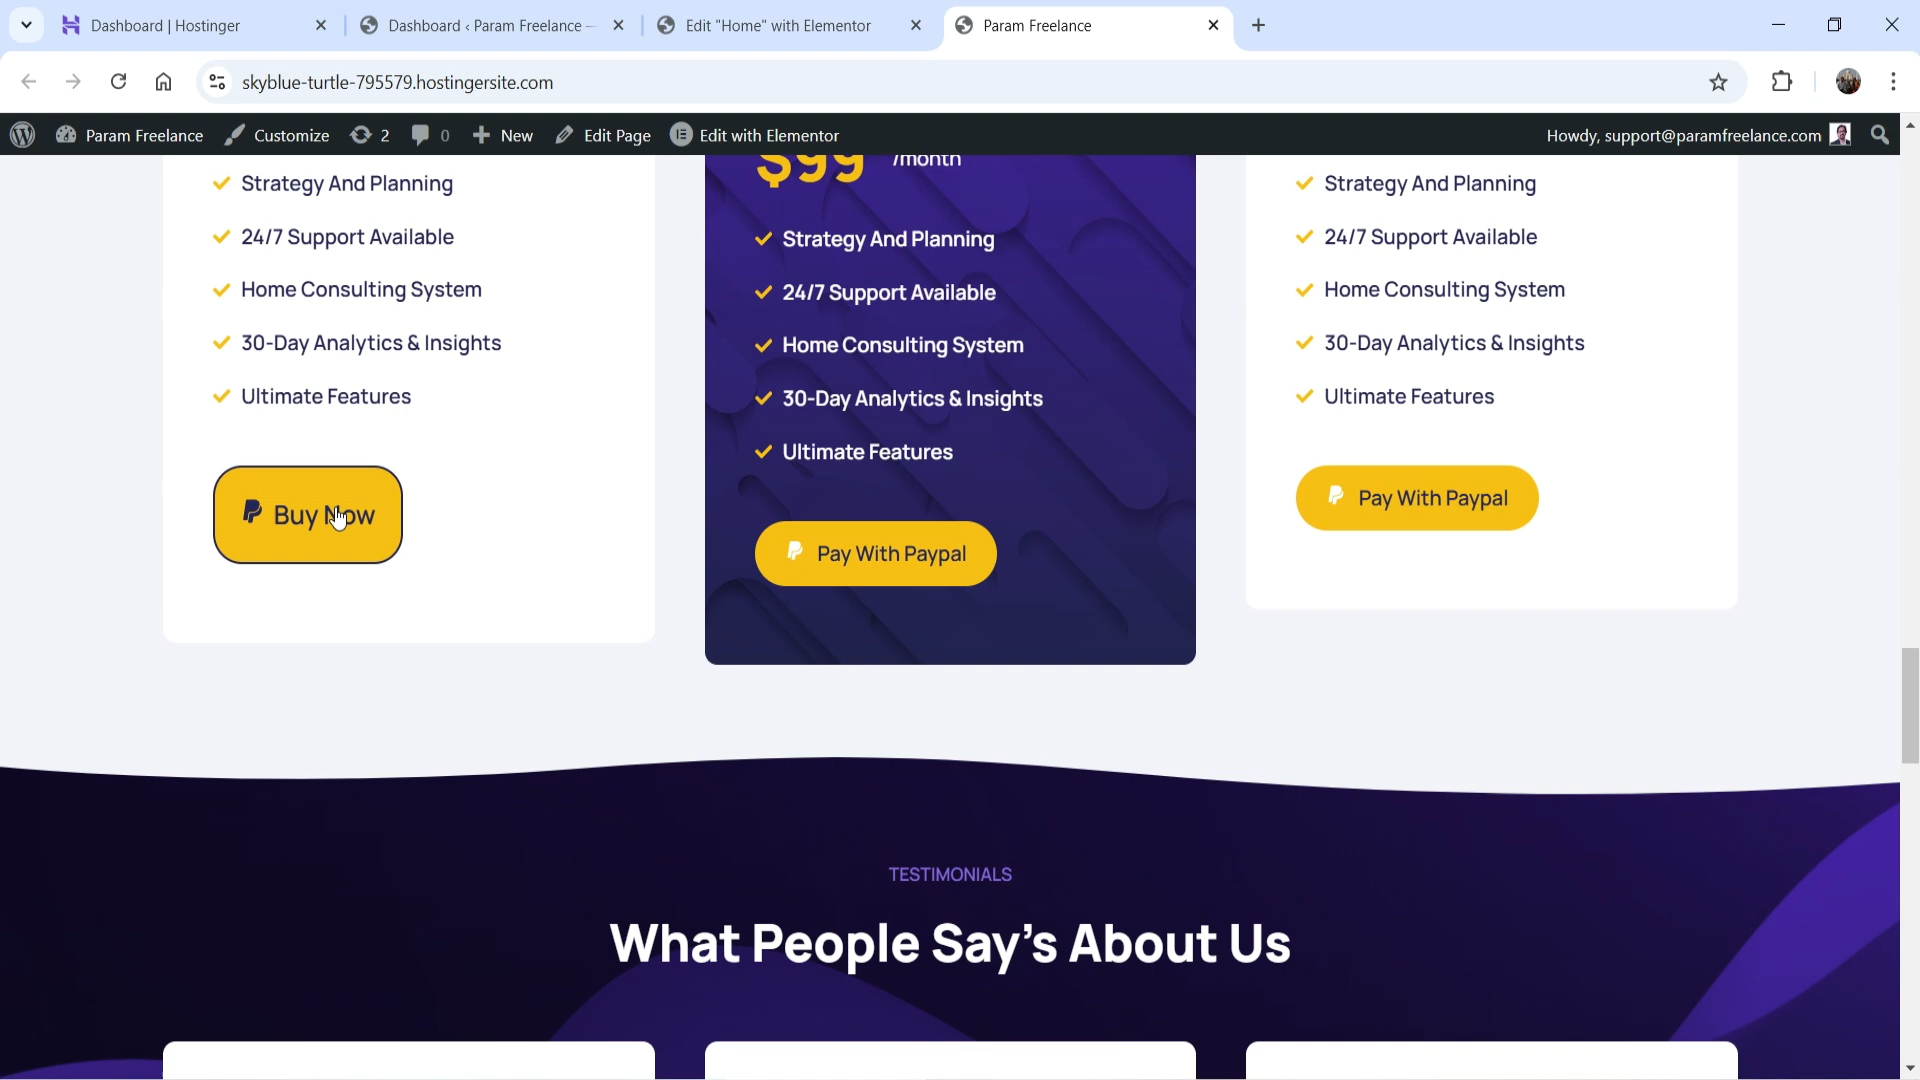 Dashboard | Hostinger
Dashboard ‹ Param Freelance –
Edit "Home" with Elementor
Param Freelance
skyblue-turtle-795579.hostingersite.com
Param Freelance
Customize
2
0
New
Edit Page
Edit with Elementor
Howdy, support@paramfreelance.com
Strategy And Planning
24/7 Support Available
Home Consulting System
30-Day Analytics & Insights
Ultimate Features
Buy Now
$99 /month
Strategy And Planning
24/7 Support Available
Home Consulting System
30-Day Analytics & Insights
Ultimate Features
Pay With Paypal
Strategy And Planning
24/7 Support Available
Home Consulting System
30-Day Analytics & Insights
Ultimate Features
Pay With Paypal
TESTIMONIALS
What People Say's About Us